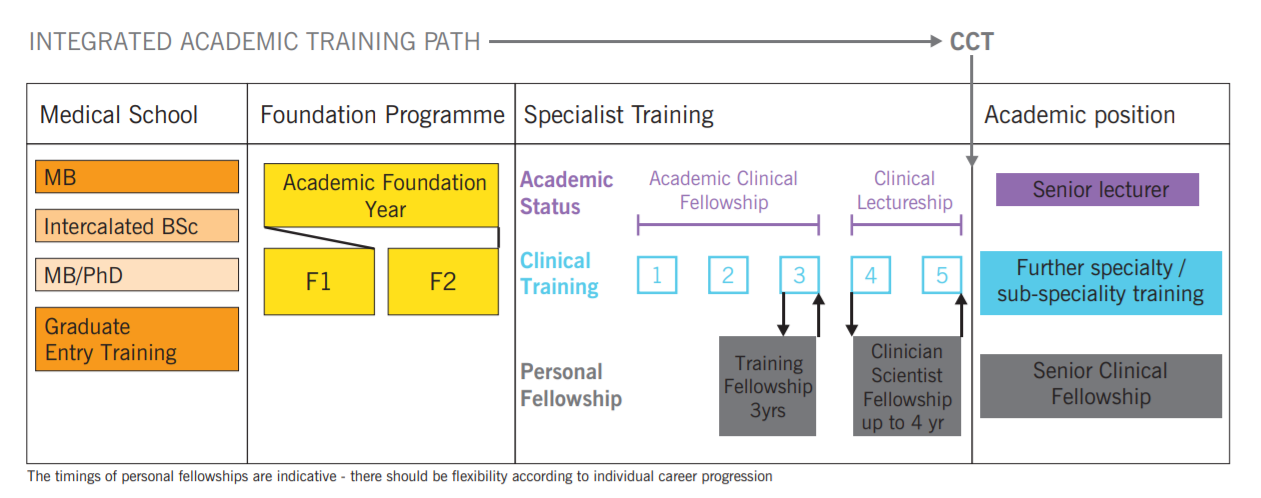 INTEGRATED ACADEMIC TRAINING PATH
CCT
Medical School
Foundation Programme
Specialist Training
Academic position
MB
Intercalated BSc
MB/PhD
Graduate
Entry Training
Academic Foundation
Year
F1
F2
Academic
Status
Academic Clinical
Fellowship
Clinical
Lectureship
Clinical
Training
1
2
3
4
5
Personal
Fellowship
Training
Fellowship
3yrs
Clinician
Scientist
Fellowship
up to 4 yr
Senior lecturer
Further specialty /
sub-speciality training
Senior Clinical
Fellowship
The timings of personal fellowships are indicative - there should be flexibility according to individual career progression